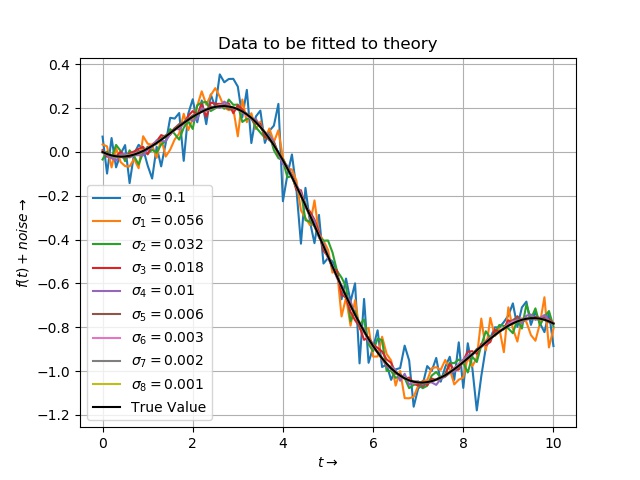 Data to be fitted to theory
f(t) + noise→
0.4
0.2
0.0
−0.2
−0.4
−0.6
−0.8
−1.0
−1.2
σ₀ = 0.1
σ₁ = 0.056
σ₂ = 0.032
σ₃ = 0.018
σ₄ = 0.01
σ₅ = 0.006
σ₆ = 0.003
σ₇ = 0.002
σ₈ = 0.001
True Value
0 2 4 6 8 10
t→